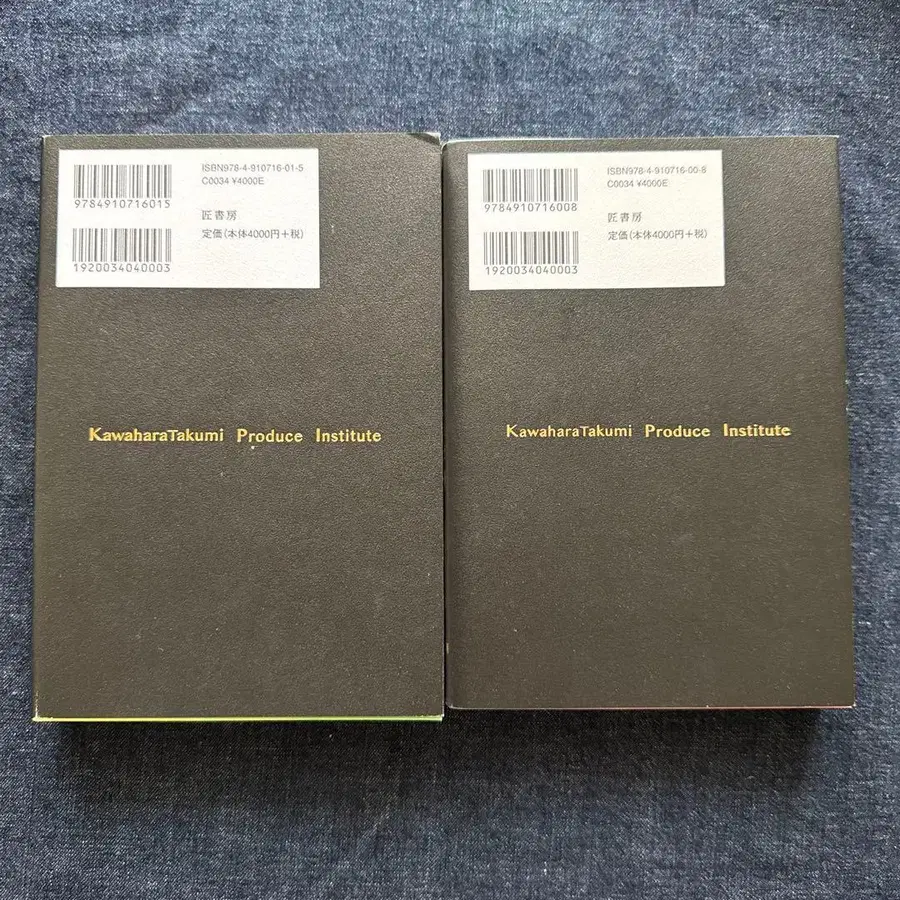 ISBN978-4-910716-01-5
C0034 ¥4000E
9784910716015
匠書房
定価(本体4000円+税)
1920034040003
KawaharaTakumi Produce Institute
ISBN978-4-910716-00-8
C0034 ¥4000E
9784910716008
匠書房
定価(本体4000円+税)
1920034040003
KawaharaTakumi Produce Institute